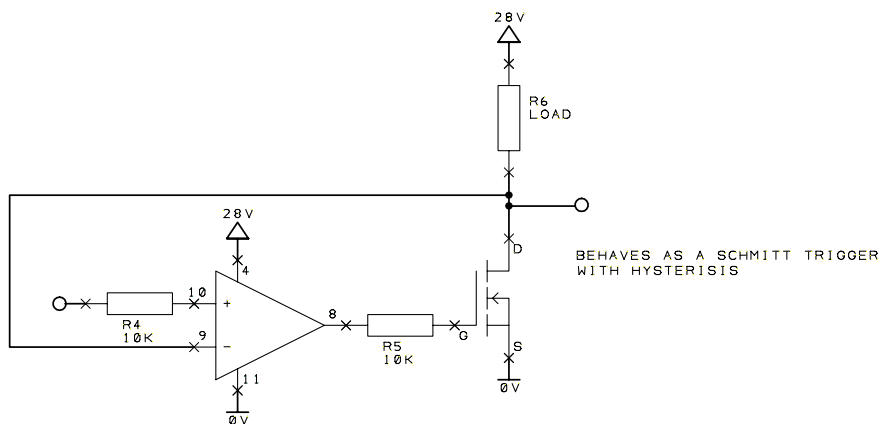 28V
R6
LOAD
28V
4
D
BEHAVES AS A SCHMITT TRIGGER
WITH HYSTERISIS
10
+
R4
10K
9
-
8
G
R5
10K
S
11
0V
0V